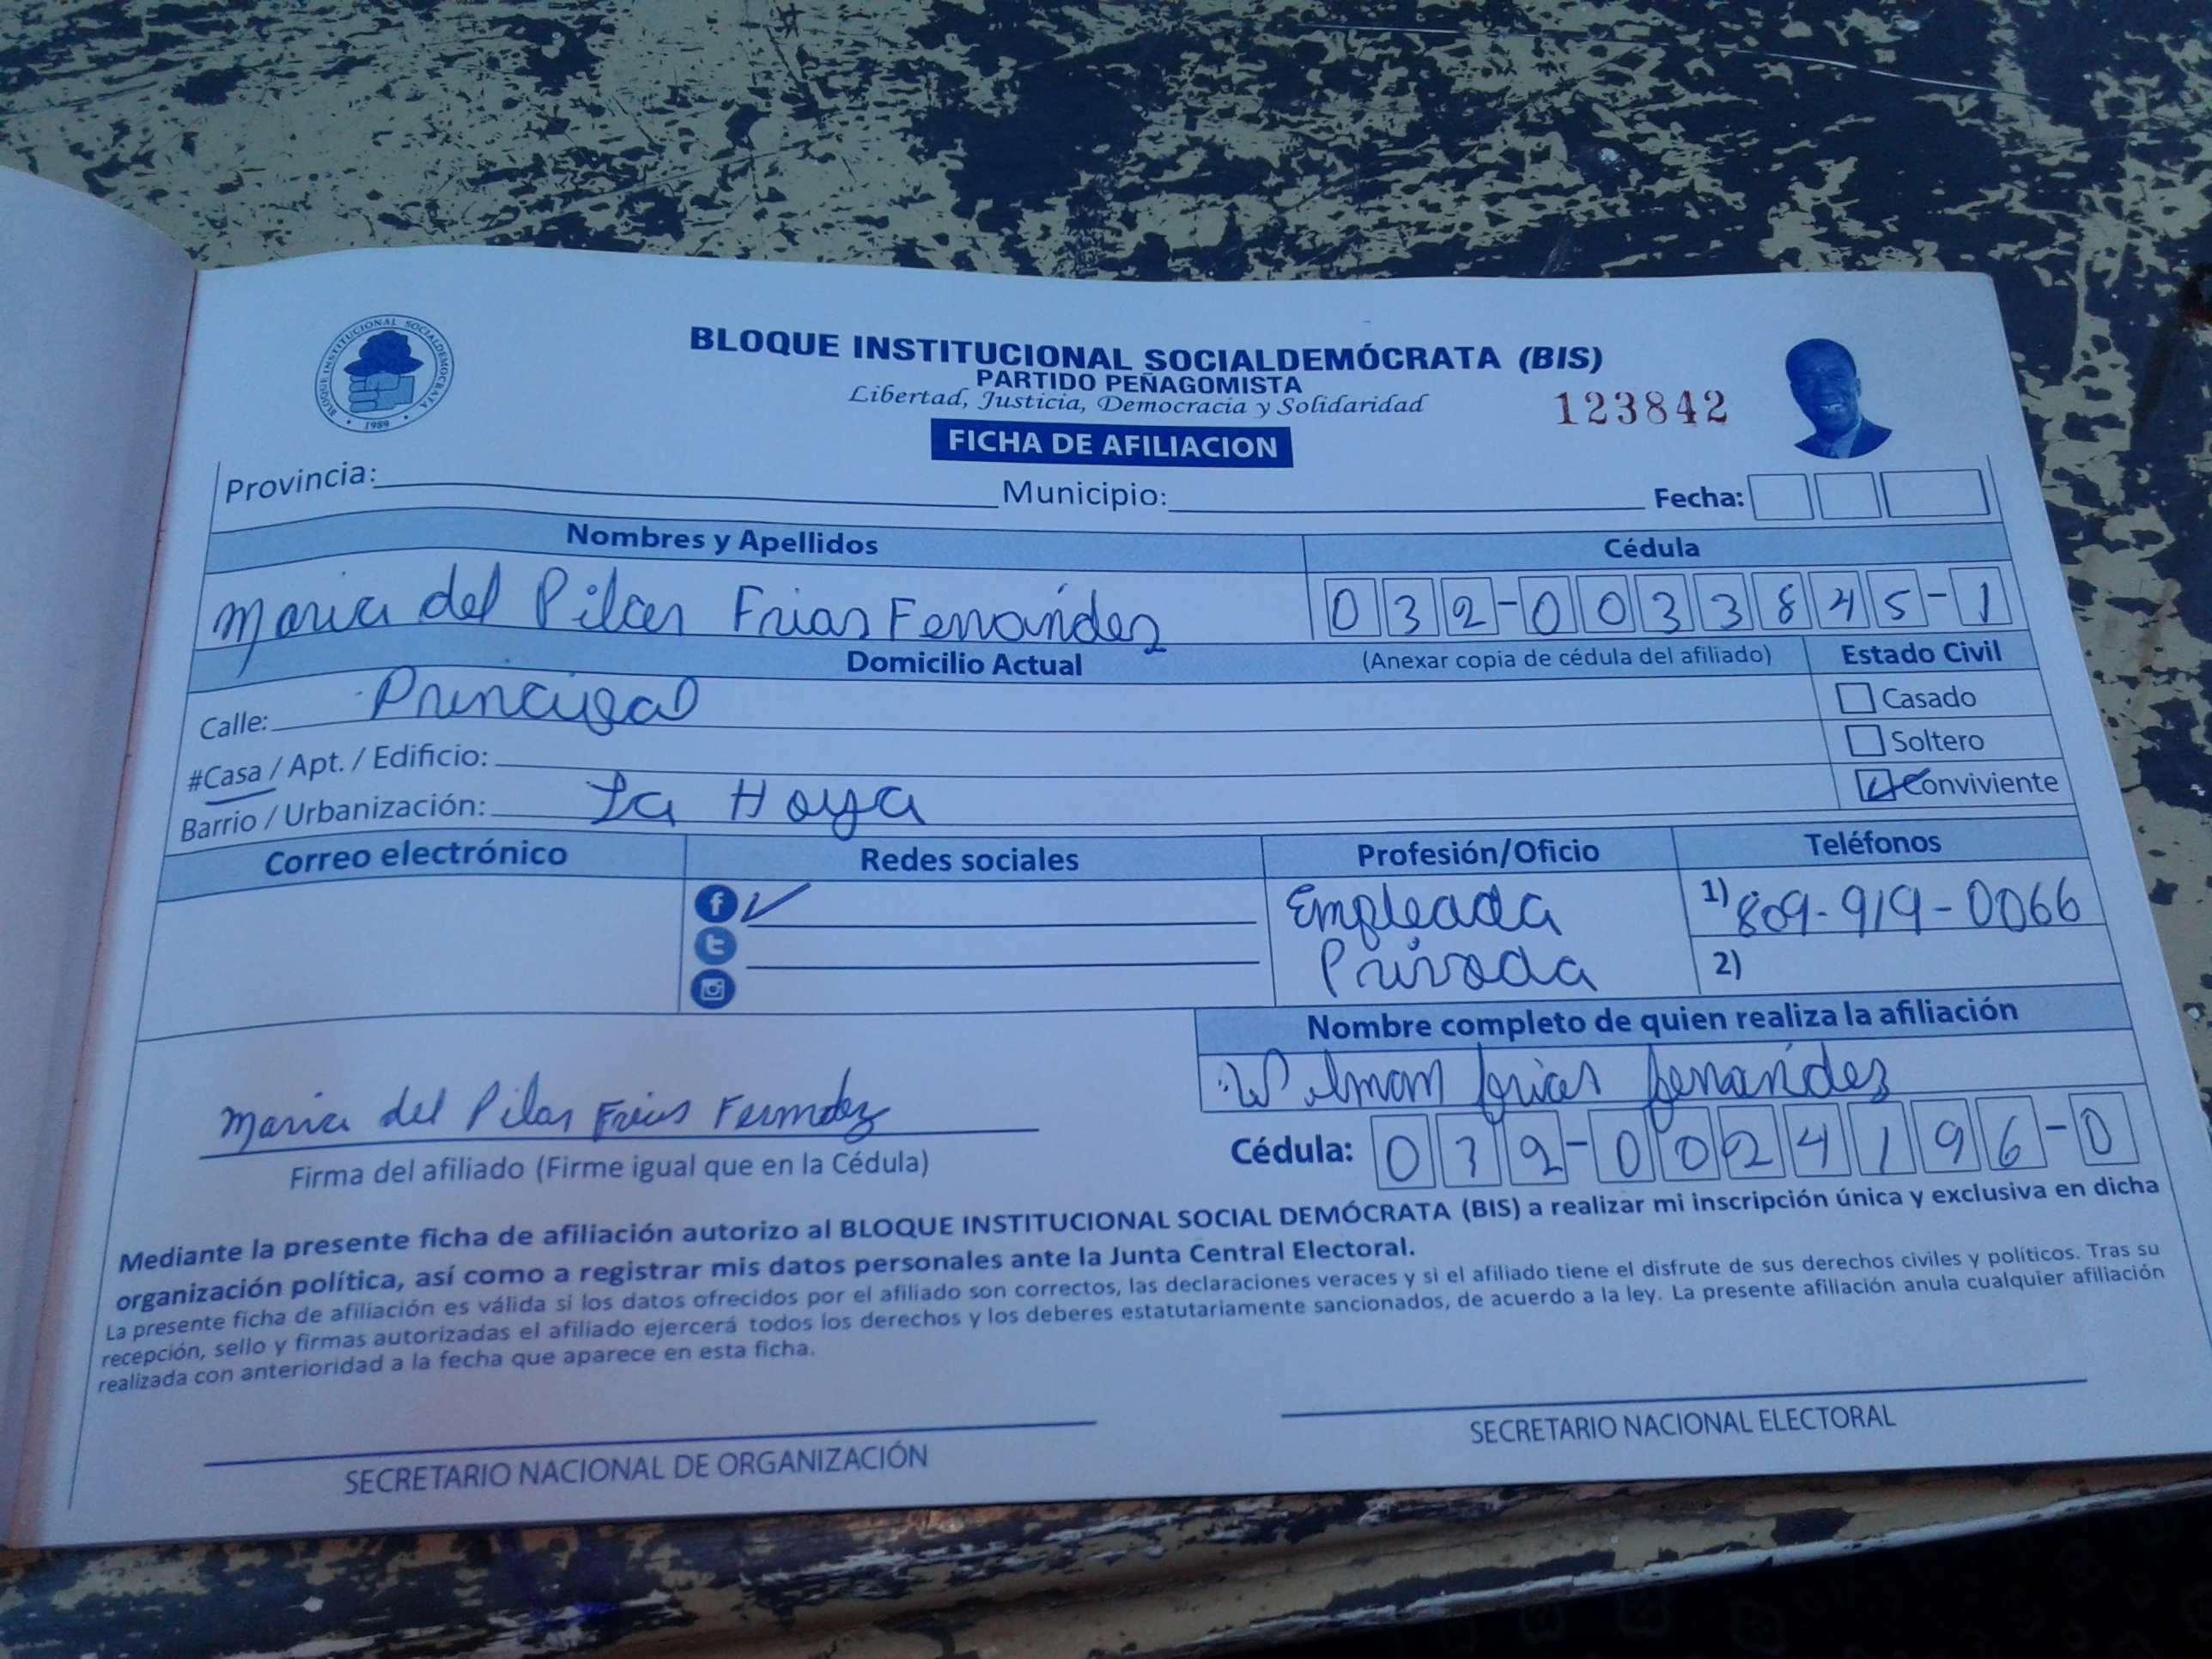 BLOQUE INSTITUCIONAL SOCIALDEMOCRATA
• 1989 •
BLOQUE INSTITUCIONAL SOCIALDEMÓCRATA (BIS)
PARTIDO PEÑAGOMISTA
Libertad, Justicia, Democracia y Solidaridad
123842
FICHA DE AFILIACION
Provincia: Municipio: Fecha:
Nombres y Apellidos Cédula
Maria del Pilar Frias Fernández 032-0033845-1
Domicilio Actual (Anexar copia de cédula del afiliado) Estado Civil
Calle: Principal Casado
#Casa / Apt. / Edificio: Soltero
Barrio / Urbanización: La Hoya Conviviente
Correo electrónico Redes sociales Profesión/Oficio Teléfonos
Empleada 1) 809-919-0066
Privada 2)
Nombre completo de quien realiza la afiliación
frias fernández
Maria del Pilar Frias
Cédula: 032-0024196-0
Firma del afiliado (Firme igual que en la Cédula)
Mediante la presente ficha de afiliación autorizo al BLOQUE INSTITUCIONAL SOCIAL DEMÓCRATA (BIS) a realizar mi inscripción única y exclusiva en dicha
organización política, así como a registrar mis datos personales ante la Junta Central Electoral.
La presente ficha de afiliación es válida si los datos ofrecidos por el afiliado son correctos, las declaraciones veraces y si el afiliado tiene el disfrute de sus derechos civiles y políticos. Tras su
recepción, sello y firmas autorizadas el afiliado ejercerá todos los derechos y los deberes estatutariamente sancionados, de acuerdo a la ley. La presente afiliación anula cualquier afiliación
realizada con anterioridad a la fecha que aparece en esta ficha.
SECRETARIO NACIONAL DE ORGANIZACIÓN
SECRETARIO NACIONAL ELECTORAL